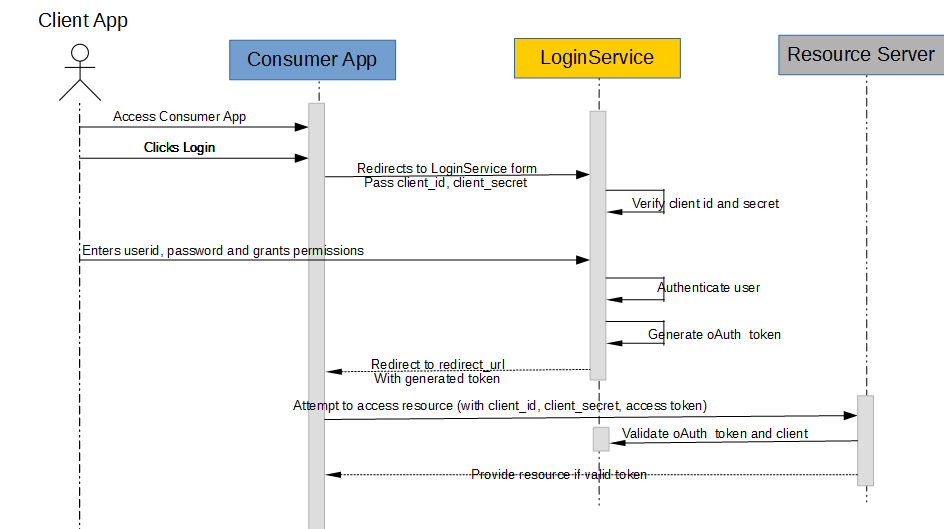 Client App
Consumer App
LoginService
Resource Server
Access Consumer App
Clicks Login
Redirects to LoginService form
Pass client_id, client_secret
Verify client id and secret
Enters userid, password and grants permissions
Authenticate user
Generate oAuth  token
Redirect to redirect_url
With generated token
Attempt to access resource (with client_id, client_secret, access token)
Validate oAuth  token and client
Provide resource if valid token